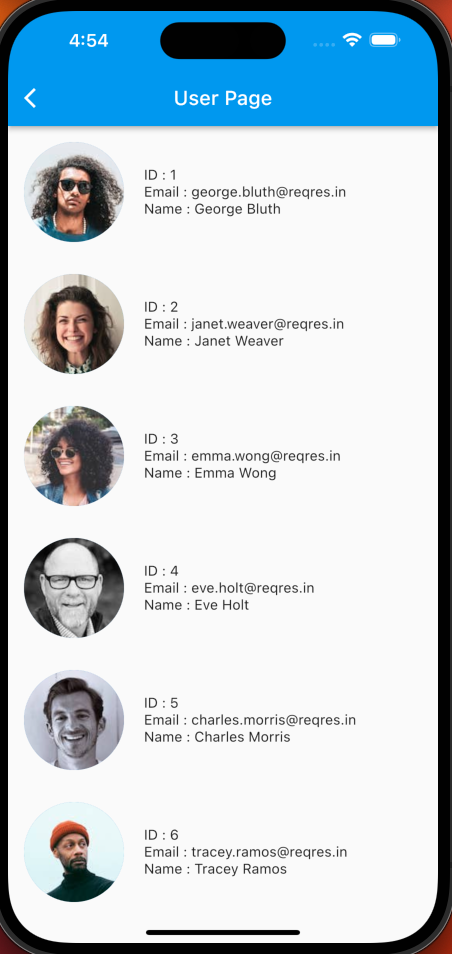 4:54
User Page
ID : 1
Email : george.bluth@reqres.in
Name : George Bluth
ID : 2
Email : janet.weaver@reqres.in
Name : Janet Weaver
ID : 3
Email : emma.wong@reqres.in
Name : Emma Wong
ID : 4
Email : eve.holt@reqres.in
Name : Eve Holt
ID : 5
Email : charles.morris@reqres.in
Name : Charles Morris
ID : 6
Email : tracey.ramos@reqres.in
Name : Tracey Ramos